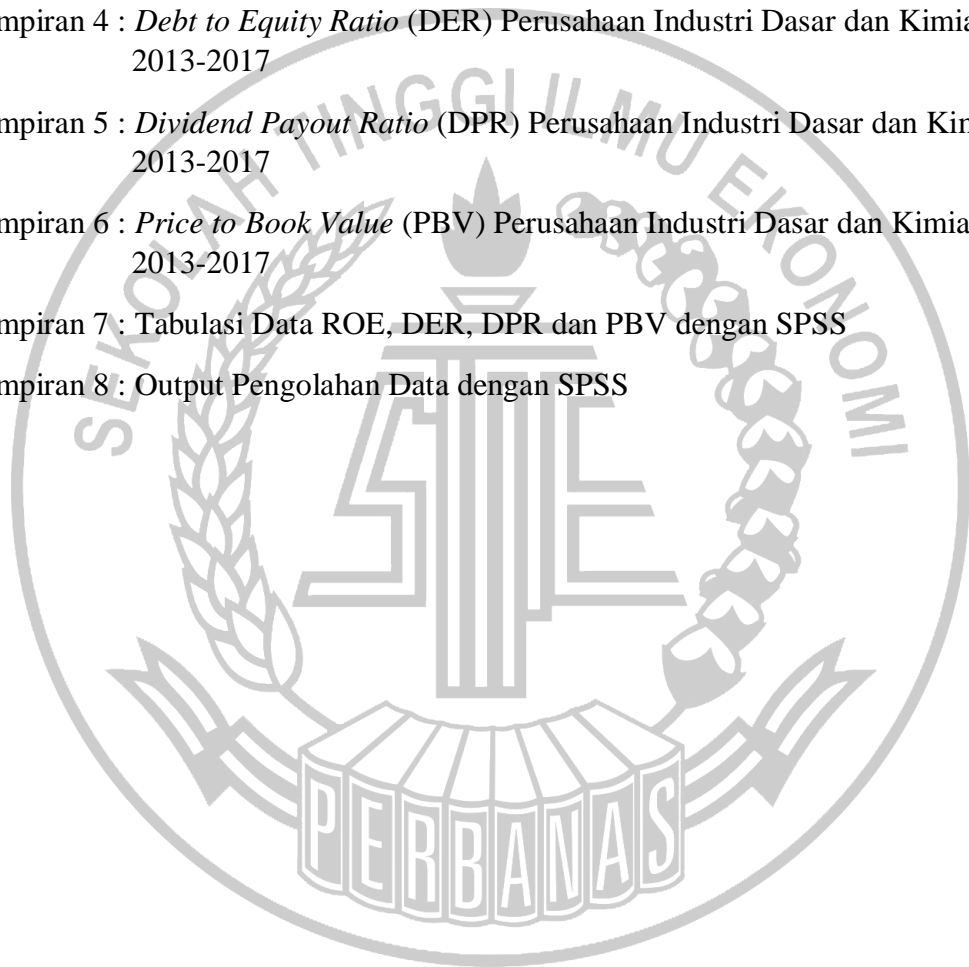 mpiran 4 : Debt to Equity Ratio (DER) Perusahaan Industri Dasar dan Kimia
2013-2017
mpiran 5 : Dividend Payout Ratio (DPR) Perusahaan Industri Dasar dan Kim
2013-2017
mpiran 6 : Price to Book Value (PBV) Perusahaan Industri Dasar dan Kimia
2013-2017
mpiran 7 : Tabulasi Data ROE, DER, DPR dan PBV dengan SPSS
mpiran 8 : Output Pengolahan Data dengan SPSS
SEKOLAH TINGGI ILMU EKONOMI
STIE
PERBANAS